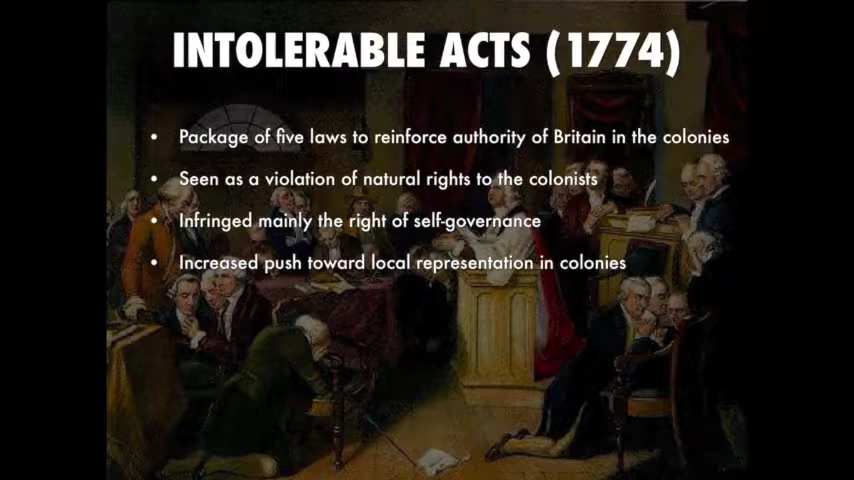 INTOLERABLE ACTS (1774)
• Package of five laws to reinforce authority of Britain in the colonies
• Seen as a violation of natural rights to the colonists
• Infringed mainly the right of self-governance
• Increased push toward local representation in colonies